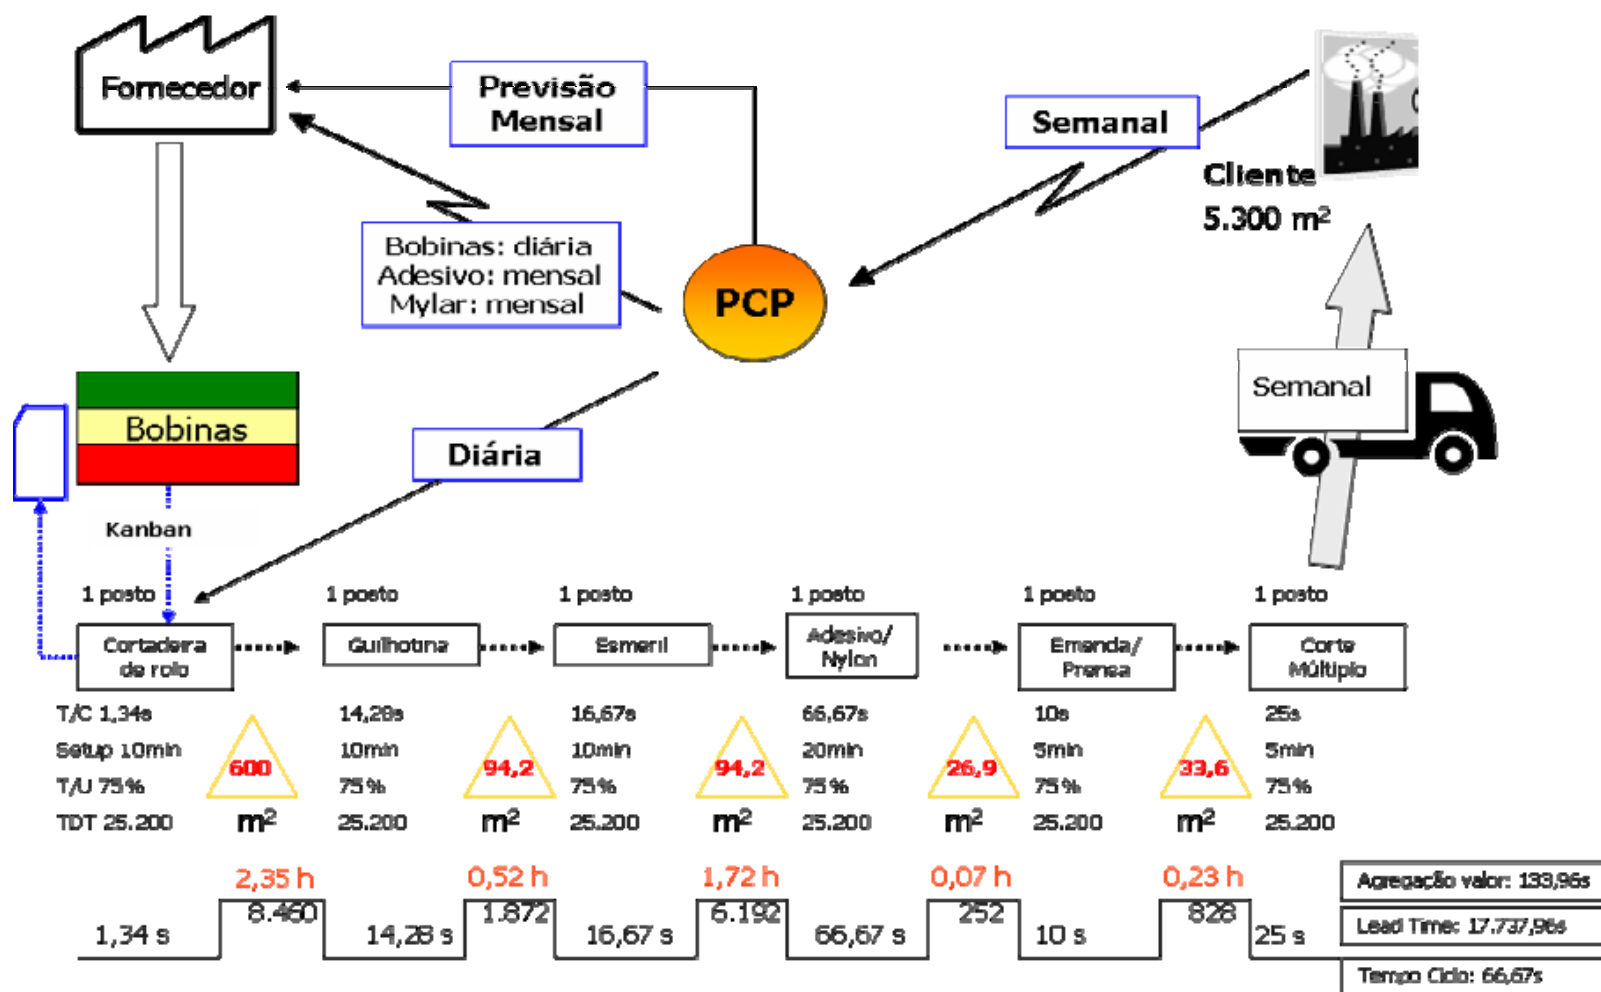 Fornecedor
Previsão
Mensal
Semanal
Cliente
5.300 m²
Bobinas: diária
Adesivo: mensal
Mylar: mensal
PCP
Semanal
Bobinas
Diária
Kanban
1 posto 1 posto 1 posto 1 posto 1 posto 1 posto
Cortadeira
de rolo
Guilhotina
Esmeril
Adesivo/
Nylon
Emenda/
Prensa
Corte
Múltiplo
T/C 1,34s 14,28s 16,67s 66,67s 10s 25s
Setup 10min 10min 10min 20min 5min 5min
600 94,2 94,2 26,9 33,6
T/U 75% 75% 75% 75% 75% 75%
TDT 25.200 m² 25.200 m² 25.200 m² 25.200 m² 25.200 m² 25.200
2,35 h 0,52 h 1,72 h 0,07 h 0,23 h
8.460 1.872 6.192 252 828
1,34 s 14,28 s 16,67 s 66,67 s 10 s 25 s
Agregação valor: 133,96s
Lead Time: 17.737,96s
Tempo Ciclo: 66,67s